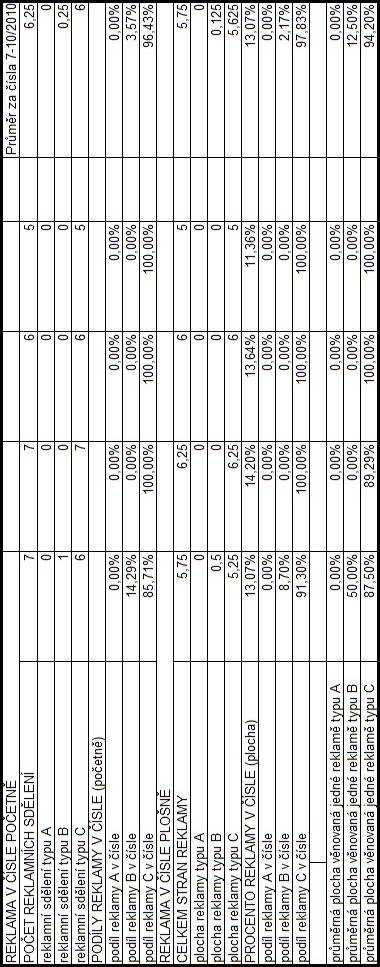 REKLAMA V ČÍSLE POČETNĚ Průměr za čísla 7-10/2010
POČET REKLAMNÍCH SDĚLENÍ 7 7 6 5 6,25
reklamní sdělení typu A 0 0 0 0 0
reklamní sdělení typu B 1 0 0 0 0,25
reklamní sdělení typu C 6 7 6 5 6
PODÍLY REKLAMY V ČÍSLE (početně)
podíl reklamy A v čísle 0,00% 0,00% 0,00% 0,00% 0,00%
podíl reklamy B v čísle 14,29% 0,00% 0,00% 0,00% 3,57%
podíl reklamy C v čísle 85,71% 100,00% 100,00% 100,00% 96,43%
REKLAMA V ČÍSLE PLOŠNĚ
CELKEM STRAN REKLAMY 5,75 6,25 6 5 5,75
plocha reklamy typu A 0 0 0 0 0
plocha reklamy typu B 0,5 0 0 0 0,125
plocha reklamy typu C 5,25 6,25 6 5 5,625
PROCENTO REKLAMY V ČÍSLE (plocha) 13,07% 14,20% 13,64% 11,36% 13,07%
podíl reklamy A v čísle 0,00% 0,00% 0,00% 0,00% 0,00%
podíl reklamy B v čísle 8,70% 0,00% 0,00% 0,00% 2,17%
podíl reklamy C v čísle 91,30% 100,00% 100,00% 100,00% 97,83%
průměrná plocha věnovaná jedné reklamě typu A 0,00% 0,00% 0,00% 0,00% 0,00%
průměrná plocha věnovaná jedné reklamě typu B 50,00% 0,00% 0,00% 0,00% 12,50%
průměrná plocha věnovaná jedné reklamě typu C 87,50% 89,29% 100,00% 100,00% 94,20%